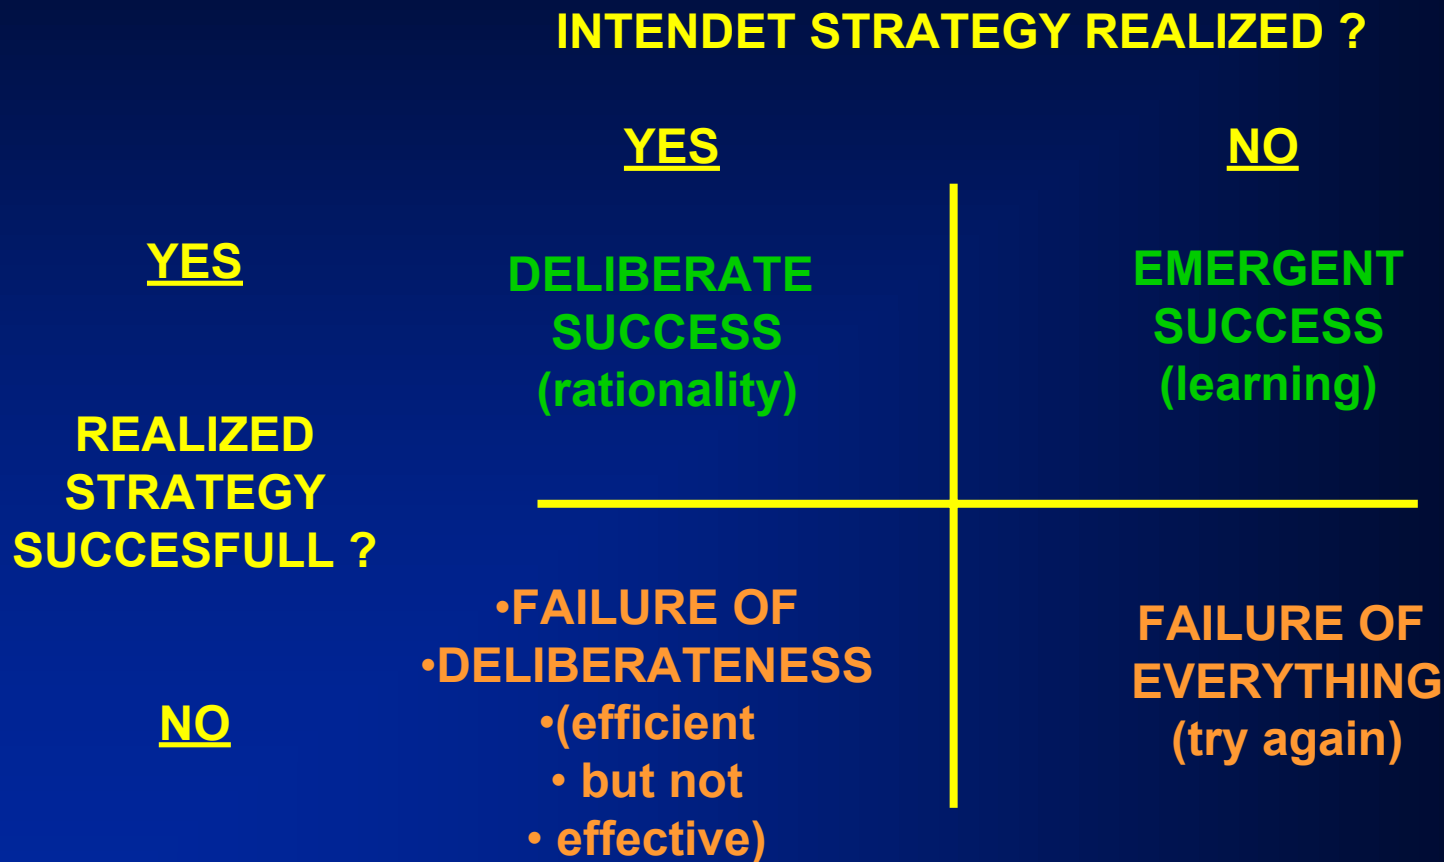 INTENDET STRATEGY REALIZED ?
YES
NO
YES
DELIBERATE
SUCCESS
(rationality)
EMERGENT
SUCCESS
(learning)
REALIZED
STRATEGY
SUCCESFULL ?
NO
•FAILURE OF
•DELIBERATENESS
•(efficient
• but not
• effective)
FAILURE OF
EVERYTHING
(try again)